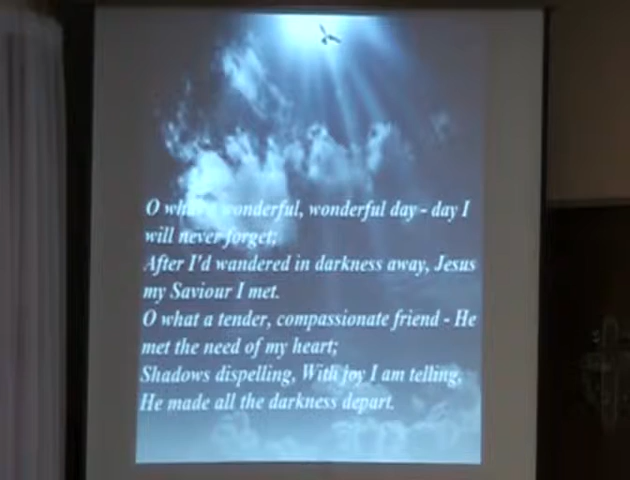 O what a wonderful, wonderful day - day I
will never forget;
After I'd wandered in darkness away, Jesus
my Saviour I met.
O what a tender, compassionate friend - He
met the need of my heart;
Shadows dispelling, With joy I am telling,
He made all the darkness depart.